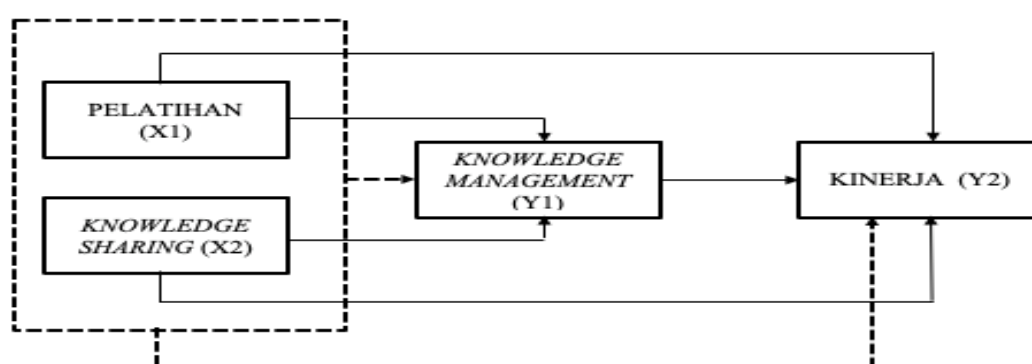 PELATIHAN
(X1)
KNOWLEDGE
SHARING (X2)
KNOWLEDGE
MANAGEMENT
(Y1)
KINERJA (Y2)